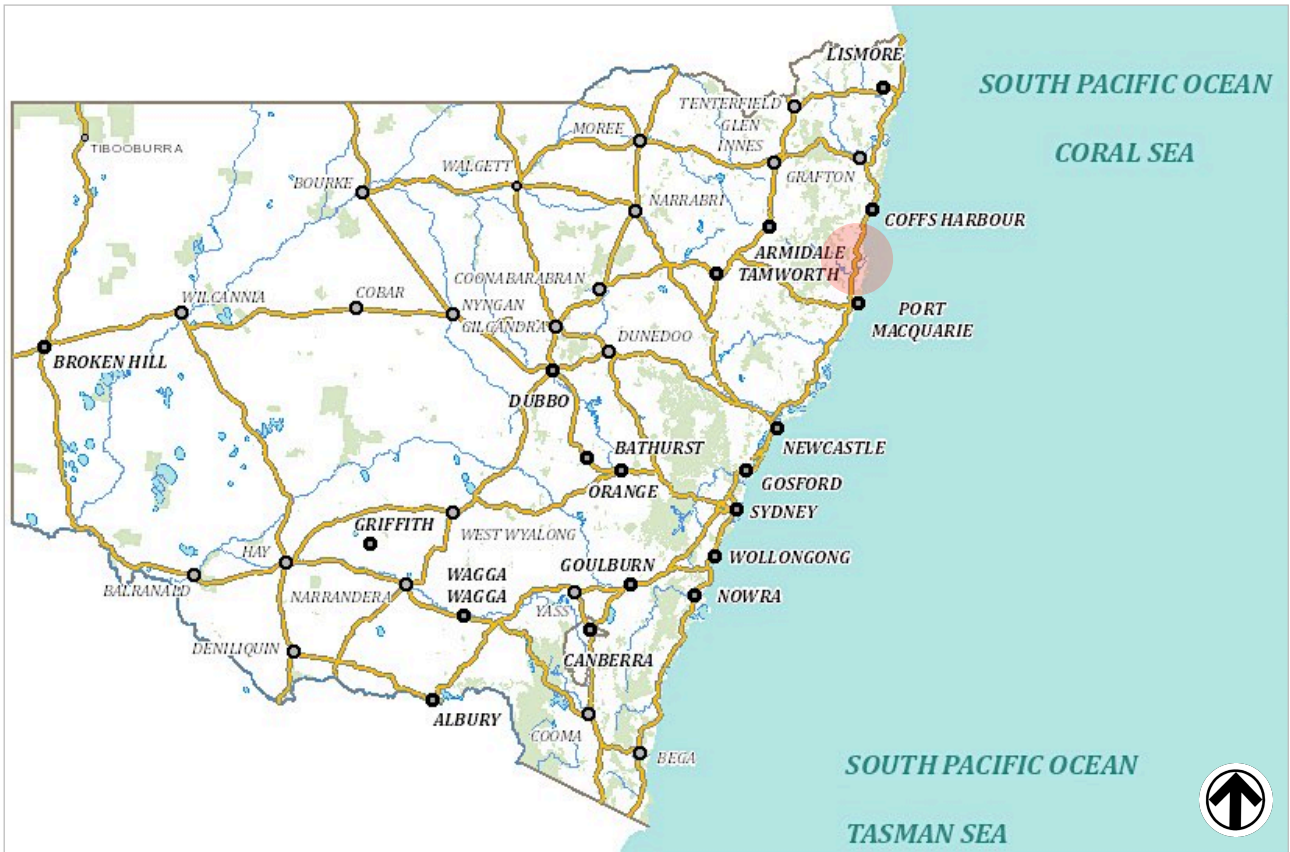 LISMORE
SOUTH PACIFIC OCEAN
TENTERFIELD
MOREE
GLEN
INNES
TIBOOBURRA
CORAL SEA
WALGETT
BOURKE
GRAFTON
NARRABRI
COFFS HARBOUR
ARMIDALE
COONABARABRAN
TAMWORTH
WILCANNIA
COBAR
NYNGAN
PORT
MACQUARIE
GILGANDRA
DUNEDOO
BROKEN HILL
DUBBO
BATHURST
NEWCASTLE
GOSFORD
ORANGE
SYDNEY
GRIFFITH
WEST WYALONG
HAY
WOLLONGONG
GOULBURN
WAGGA
WAGGA
BALRANALD
NARRANDERA
NOWRA
YASS
DENILIQUIN
CANBERRA
ALBURY
COOMA
BEGA
SOUTH PACIFIC OCEAN
TASMAN SEA